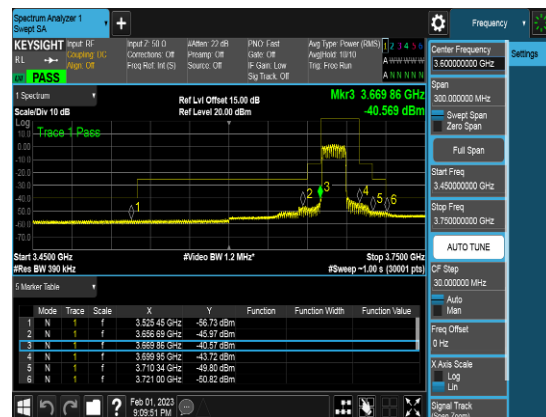 Spectrum Analyzer 1
Swept SA
+
Frequency
KEYSIGHT
RL
PASS
Input: RF
Coupling: DC
Align: Off
Input Z: 50 Ω
Corrections: Off
Freq Ref: Int (S)
#Atten: 22 dB
Preamp: Off
Source: Off
PNO: Fast
Gate: Off
IF Gain: Low
Sig Track: Off
Avg Type: Power (RMS)
Avg|Hold: 10/10
Trig: Free Run
1 2 3 4 5 6
A W W W W W
A N N N N N
1 Spectrum
Scale/Div 10 dB
Log
Ref Lvl Offset 15.00 dB
Ref Level 20.00 dBm
Mkr3 3.669 86 GHz
-40.569 dBm
Trace 1 Pass
10.0
0.00
-10.0
-20.0
-30.0
-40.0
-50.0
-60.0
-70.0
1
2
3
4
5
6
Start 3.4500 GHz
#Res BW 390 kHz
#Video BW 1.2 MHz*
Stop 3.7500 GHz
#Sweep ~1.00 s (30001 pts)
5 Marker Table
Mode Trace Scale X Y Function Function Width Function Value
1 N 1 f 3.525 45 GHz -56.73 dBm
2 N 1 f 3.656 69 GHz -45.97 dBm
3 N 1 f 3.669 86 GHz -40.57 dBm
4 N 1 f 3.699 95 GHz -43.72 dBm
5 N 1 f 3.710 34 GHz -49.80 dBm
6 N 1 f 3.721 00 GHz -50.82 dBm
Feb 01, 2023
9:09:51 PM
?
Center Frequency
3.600000000 GHz
Settings
Span
300.000000 MHz
Swept Span
Zero Span
Full Span
Start Freq
3.450000000 GHz
Stop Freq
3.750000000 GHz
AUTO TUNE
CF Step
30.000000 MHz
Auto
Man
Freq Offset
0 Hz
X Axis Scale
Log
Lin
Signal Track
(Span Zoom)